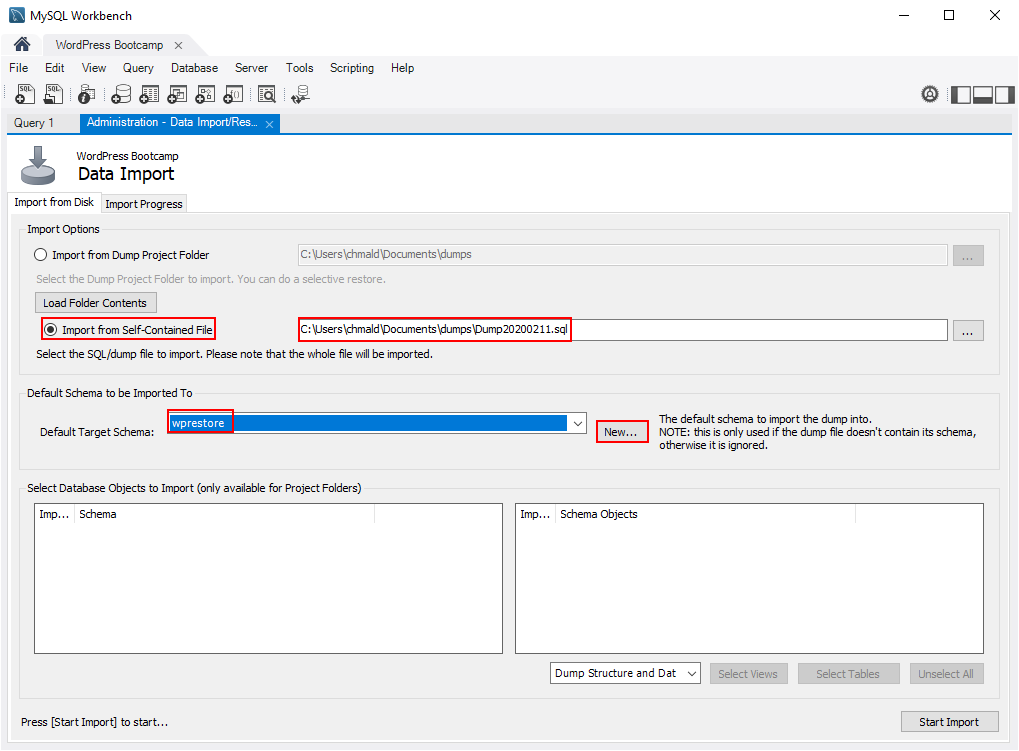 MySQL Workbench
WordPress Bootcamp
File Edit View Query Database Server Tools Scripting Help
SQL SQL
Query 1 Administration - Data Import/Res...
WordPress Bootcamp
Data Import
Import from Disk Import Progress
Import Options
Import from Dump Project Folder C:\Users\chmald\Documents\dumps ...
Select the Dump Project Folder to import. You can do a selective restore.
Load Folder Contents
Import from Self-Contained File C:\Users\chmald\Documents\dumps\Dump20200211.sql ...
Select the SQL/dump file to import. Please note that the whole file will be imported.
Default Schema to be Imported To
Default Target Schema: wprestore New...
The default schema to import the dump into.
NOTE: this is only used if the dump file doesn't contain its schema,
otherwise it is ignored.
Select Database Objects to Import (only available for Project Folders)
Imp... Schema Imp... Schema Objects
Dump Structure and Dat Select Views Select Tables Unselect All
Press [Start Import] to start... Start Import